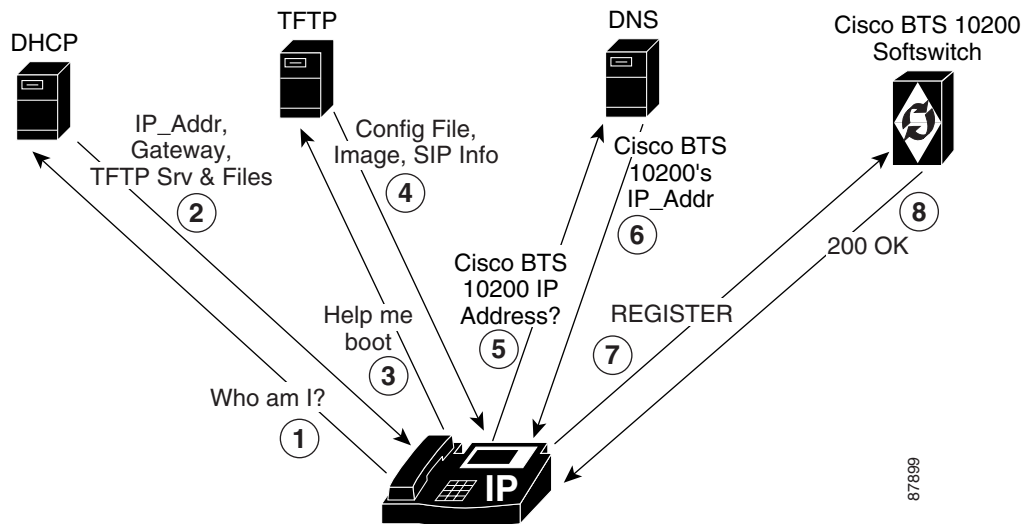 DHCP
TFTP
DNS
Cisco BTS 10200
Softswitch
IP_Addr,
Gateway,
TFTP Srv & Files
2
Config File,
Image, SIP Info
4
Cisco BTS
10200's
IP_Addr
6
8
200 OK
Cisco BTS
10200 IP
Address?
5
REGISTER
7
Help me
boot
3
Who am I?
1
IP
87899